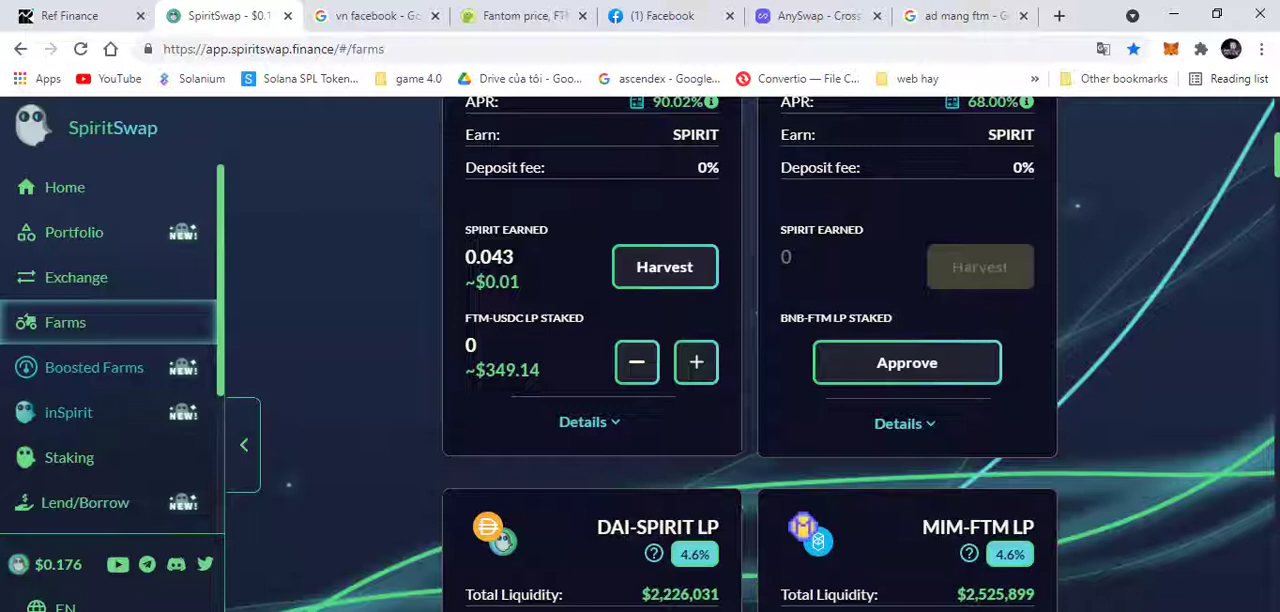 Ref Finance
SpiritSwap - $0.1
vn facebook - Go
Fantom price, FT
(1) Facebook
AnySwap - Cross
ad mang ftm - G
https://app.spiritswap.finance/#/farms
Apps
YouTube
Solanium
Solana SPL Token...
game 4.0
Drive của tôi - Goo...
ascendex - Google...
Convertio — File C...
web hay
»
Other bookmarks
Reading list
SpiritSwap
Home
Portfolio NEW!
Exchange
Farms
Boosted Farms NEW!
inSpirit NEW!
Staking
Lend/Borrow NEW!
$0.176
EN
APR: 90.02%
Earn: SPIRIT
Deposit fee: 0%
SPIRIT EARNED
0.043
~$0.01
Harvest
FTM-USDC LP STAKED
0
~$349.14
− +
Details
APR: 68.00%
Earn: SPIRIT
Deposit fee: 0%
SPIRIT EARNED
0
Harvest
BNB-FTM LP STAKED
Approve
Details
DAI-SPIRIT LP
4.6%
Total Liquidity: $2,226,031
MIM-FTM LP
4.6%
Total Liquidity: $2,525,899